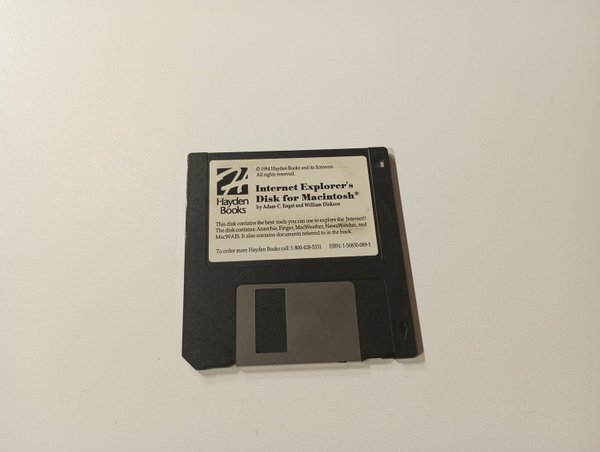 © 1994 Hayden Books and its licensors.
All rights reserved.
Hayden
Books
Internet Explorer's
Disk for Macintosh®
by Adam C. Engst and William Dickson
This disk contains the best tools you can use to explore the Internet!
The disk contains: Anarchie, Finger, MacWeather, NewsWatcher, and
MacWAIS. It also contains documents referred to in the book.
To order more Hayden Books call: 1-800-428-5331 ISBN: 1-56830-089-1